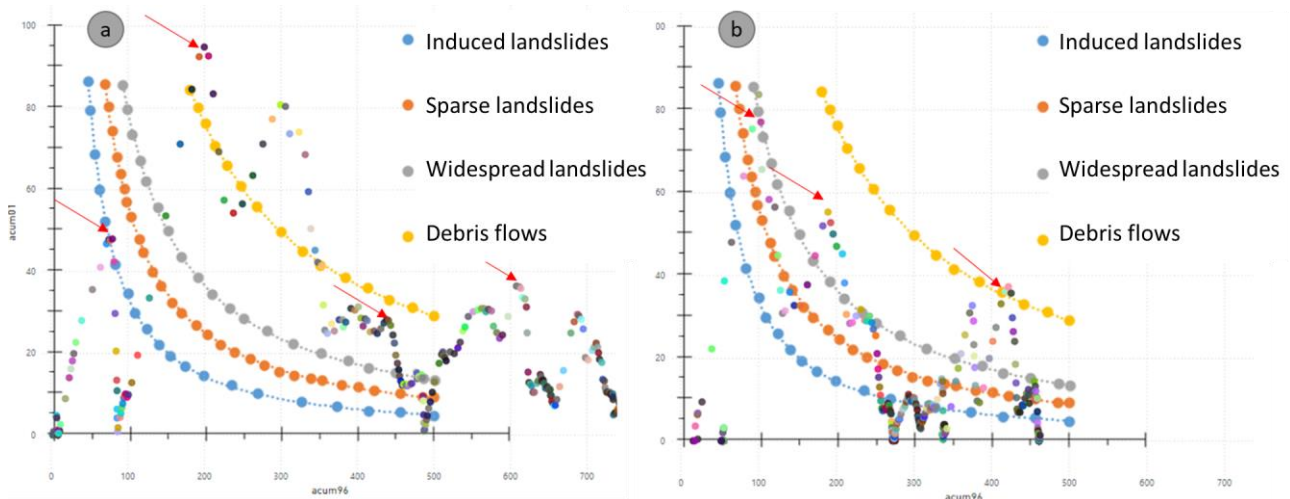 a
100
80
60
40
20
0
acum01
0 100 200 300 400 500 600 700
acum96
Induced landslides
Sparse landslides
Widespread landslides
Debris flows
b
00
80
60
40
20
0
0 100 200 300 400 500 600 700
acum96
Induced landslides
Sparse landslides
Widespread landslides
Debris flows